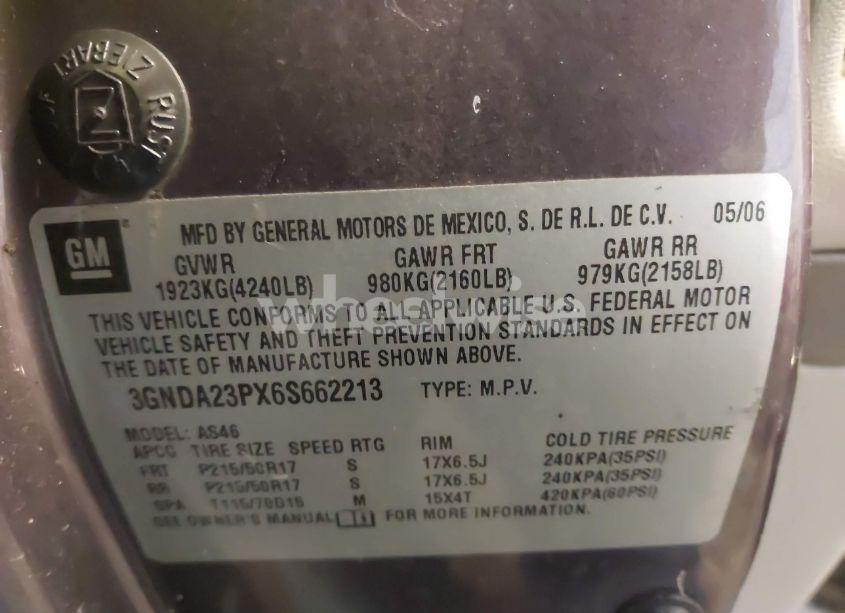 ZIEBART RUST
GM
MFD BY GENERAL MOTORS DE MEXICO, S. DE R.L. DE C.V. 05/06
GVWR GAWR FRT GAWR RR
1923KG(4240LB) 980KG(2160LB) 979KG(2158LB)
THIS VEHICLE CONFORMS TO ALL APPLICABLE U.S. FEDERAL MOTOR
VEHICLE SAFETY AND THEFT PREVENTION STANDARDS IN EFFECT ON
THE DATE OF MANUFACTURE SHOWN ABOVE.
3GNDA23PX6S662213 TYPE: M.P.V.
MODEL: AS46
APCG TIRE SIZE SPEED RTG RIM COLD TIRE PRESSURE
FRT P215/50R17 S 17X6.5J 240KPA(35PSI)
RR P215/50R17 S 17X6.5J 240KPA(35PSI)
SPA T115/70D15 M 15X4T 420KPA(60PSI)
SEE OWNER'S MANUAL FOR MORE INFORMATION.